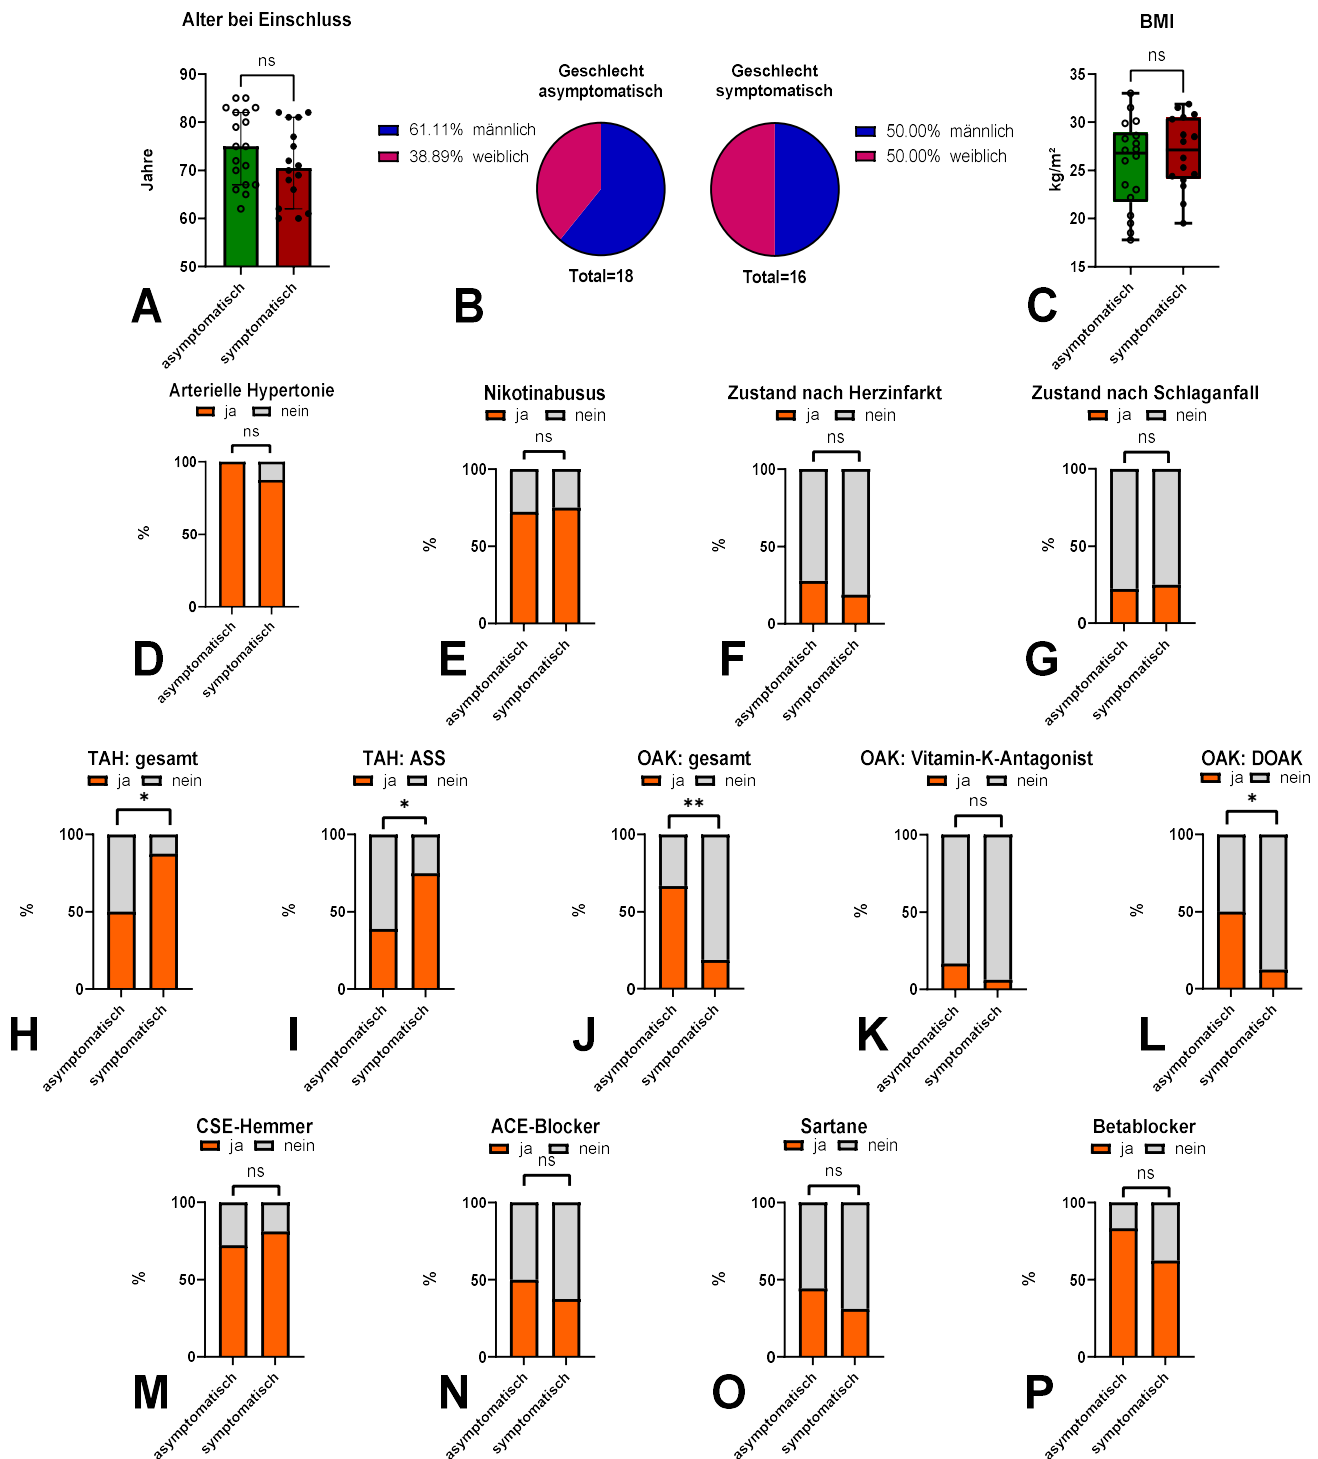 Alter bei Einschluss
ns
90
80
70
60
50
Jahre
asymptomatisch
symptomatisch
A
Geschlecht
asymptomatisch
61.11% männlich
38.89% weiblich
Total=18
Geschlecht
symptomatisch
50.00% männlich
50.00% weiblich
Total=16
B
BMI
ns
35
30
25
20
15
kg/m²
asymptomatisch
symptomatisch
C
Arterielle Hypertonie
ja nein
ns
100
50
0
%
asymptomatisch
symptomatisch
D
Nikotinabusus
ja nein
ns
100
50
0
%
asymptomatisch
symptomatisch
E
Zustand nach Herzinfarkt
ja nein
ns
100
50
0
%
asymptomatisch
symptomatisch
F
Zustand nach Schlaganfall
ja nein
ns
100
50
0
%
asymptomatisch
symptomatisch
G
TAH: gesamt
ja nein
*
100
50
0
%
asymptomatisch
symptomatisch
H
TAH: ASS
ja nein
*
100
50
0
%
asymptomatisch
symptomatisch
I
OAK: gesamt
ja nein
**
100
50
0
%
asymptomatisch
symptomatisch
J
OAK: Vitamin-K-Antagonist
ja nein
ns
100
50
0
%
asymptomatisch
symptomatisch
K
OAK: DOAK
ja nein
*
100
50
0
%
asymptomatisch
symptomatisch
L
CSE-Hemmer
ja nein
ns
100
50
0
%
asymptomatisch
symptomatisch
M
ACE-Blocker
ja nein
ns
100
50
0
%
asymptomatisch
symptomatisch
N
Sartane
ja nein
ns
100
50
0
%
asymptomatisch
symptomatisch
O
Betablocker
ja nein
ns
100
50
0
%
asymptomatisch
symptomatisch
P